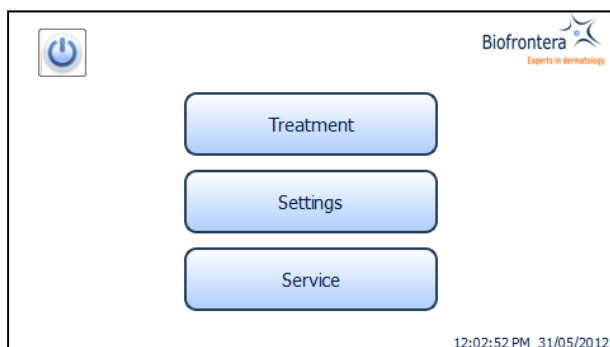 Biofrontera
Experts in dermatology
Treatment
Settings
Service
12:02:52 PM 31/05/2012